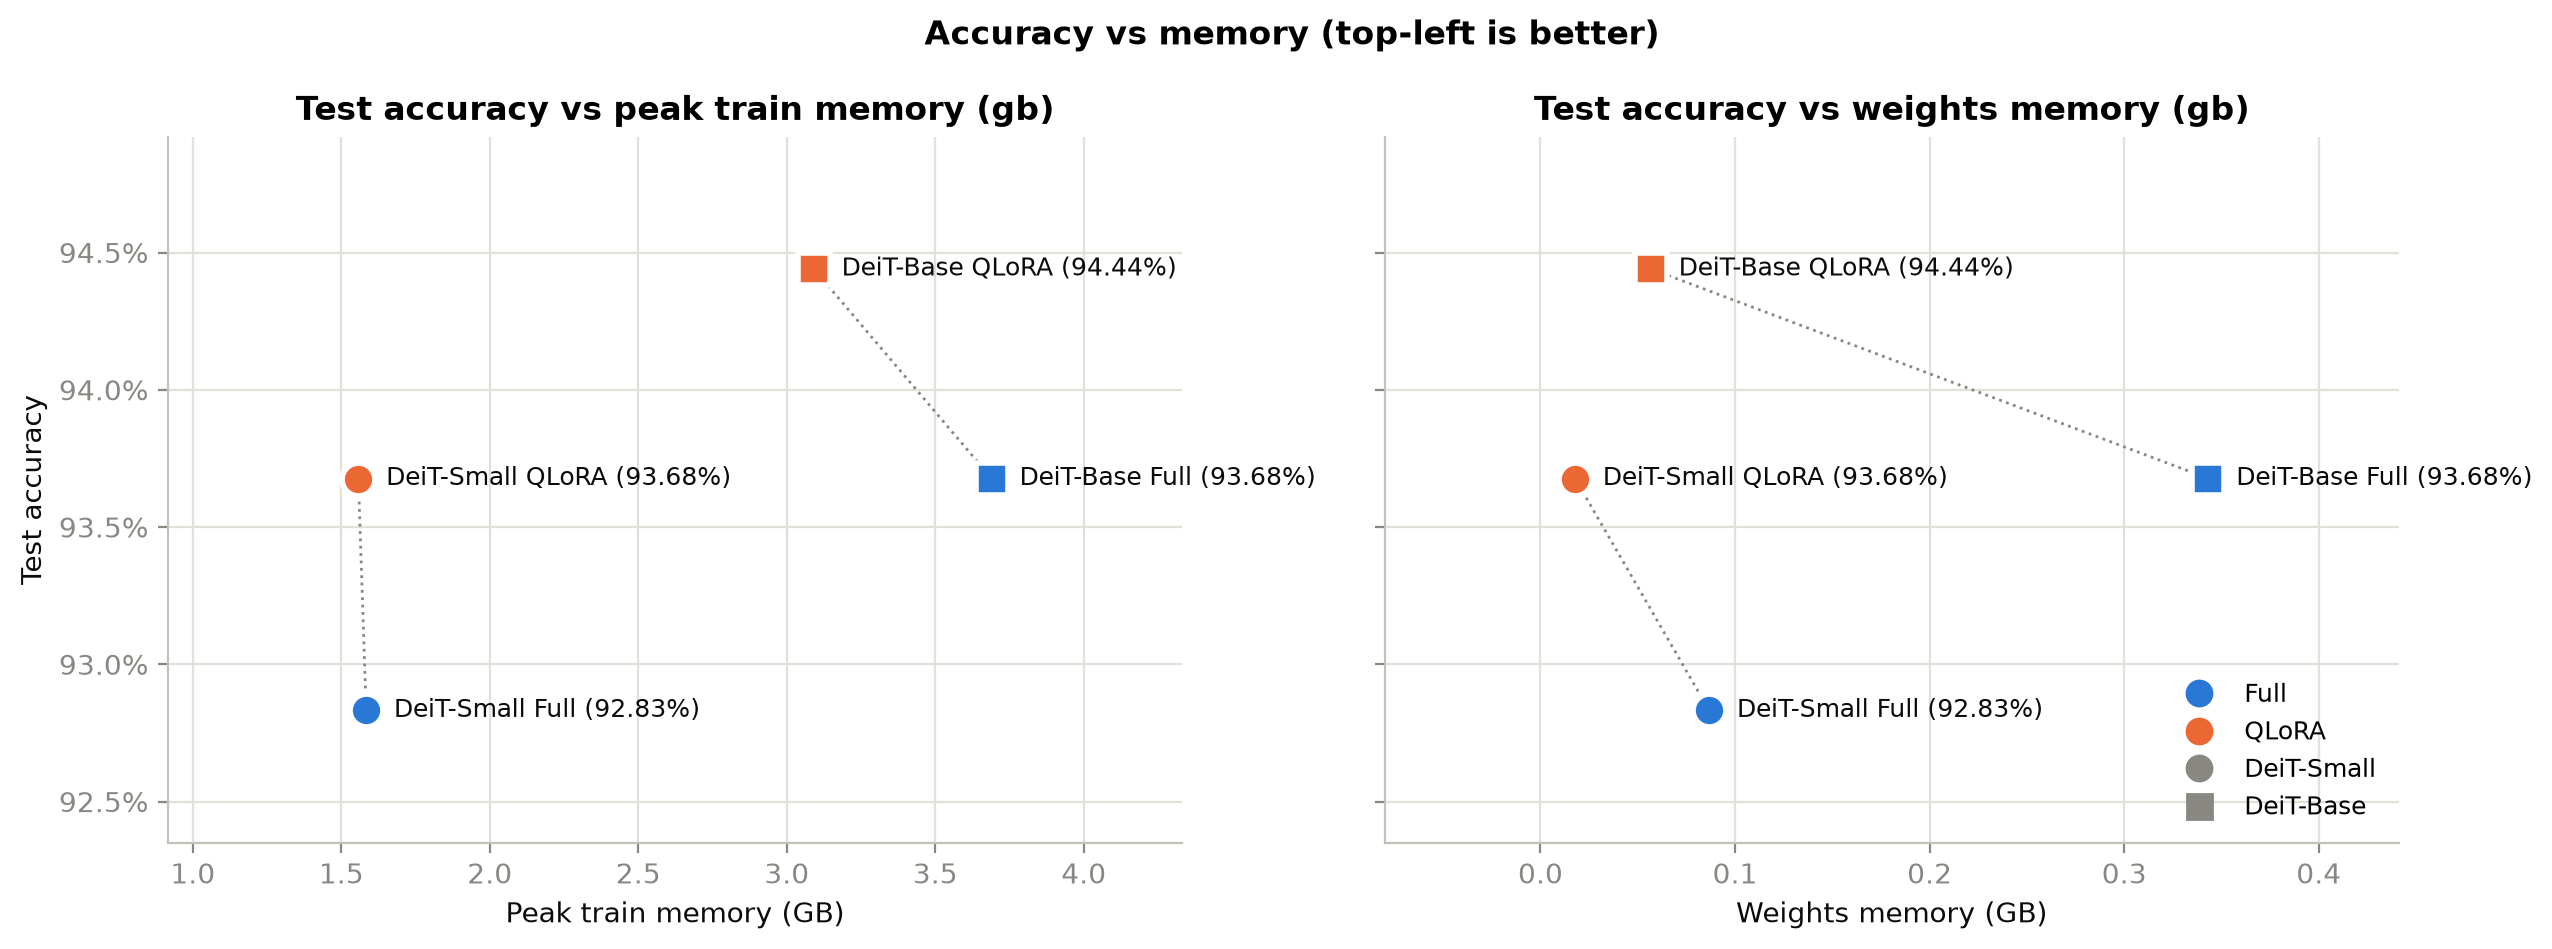 Accuracy vs memory (top-left is better)
Test accuracy vs peak train memory (gb)
Test accuracy
94.5%
94.0%
93.5%
93.0%
92.5%
DeiT-Base QLoRA (94.44%)
DeiT-Small QLoRA (93.68%)
DeiT-Base Full (93.68%)
DeiT-Small Full (92.83%)
1.0 1.5 2.0 2.5 3.0 3.5 4.0
Peak train memory (GB)
Test accuracy vs weights memory (gb)
DeiT-Base QLoRA (94.44%)
DeiT-Small QLoRA (93.68%)
DeiT-Base Full (93.68%)
DeiT-Small Full (92.83%)
Full
QLoRA
DeiT-Small
DeiT-Base
0.0 0.1 0.2 0.3 0.4
Weights memory (GB)